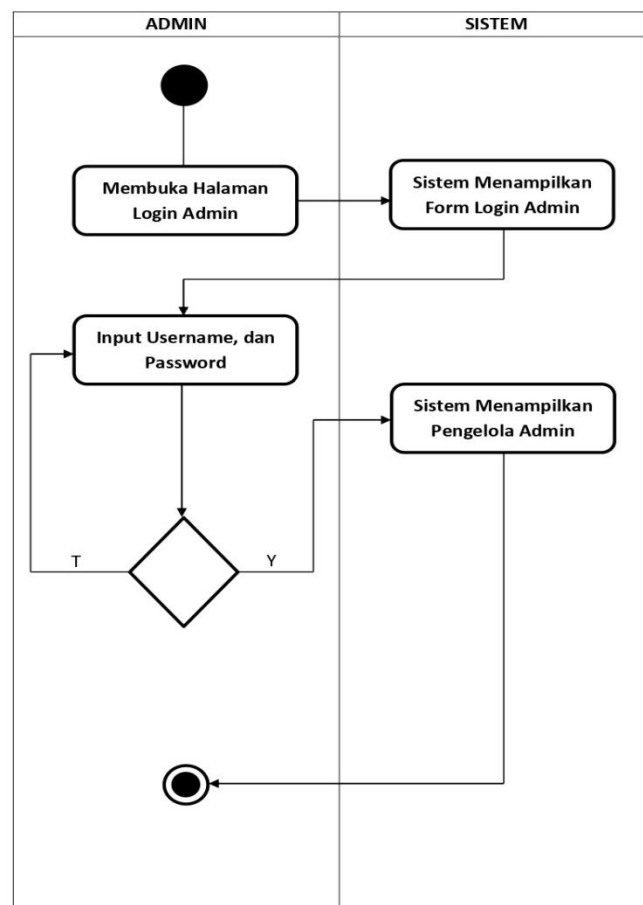 ADMIN
SISTEM
Membuka Halaman
Login Admin
Sistem Menampilkan
Form Login Admin
Input Username, dan
Password
Sistem Menampilkan
Pengelola Admin
T
Y